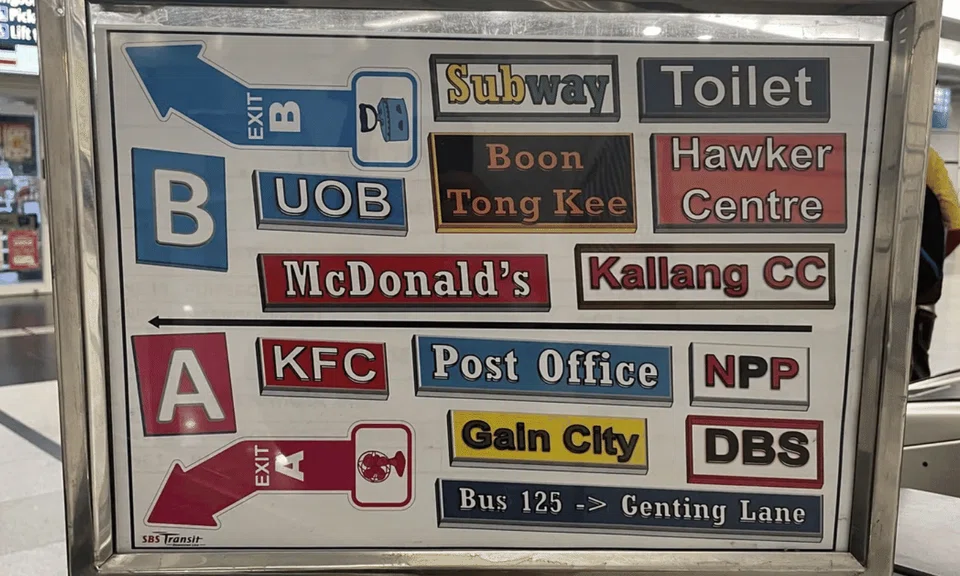 EXIT
B
Subway
Toilet
B
UOB
Boon
Tong Kee
Hawker
Centre
McDonald's
Kallang CC
A
KFC
Post Office
NPP
EXIT
A
Gain City
DBS
Bus 125 -> Genting Lane
SBS Transit